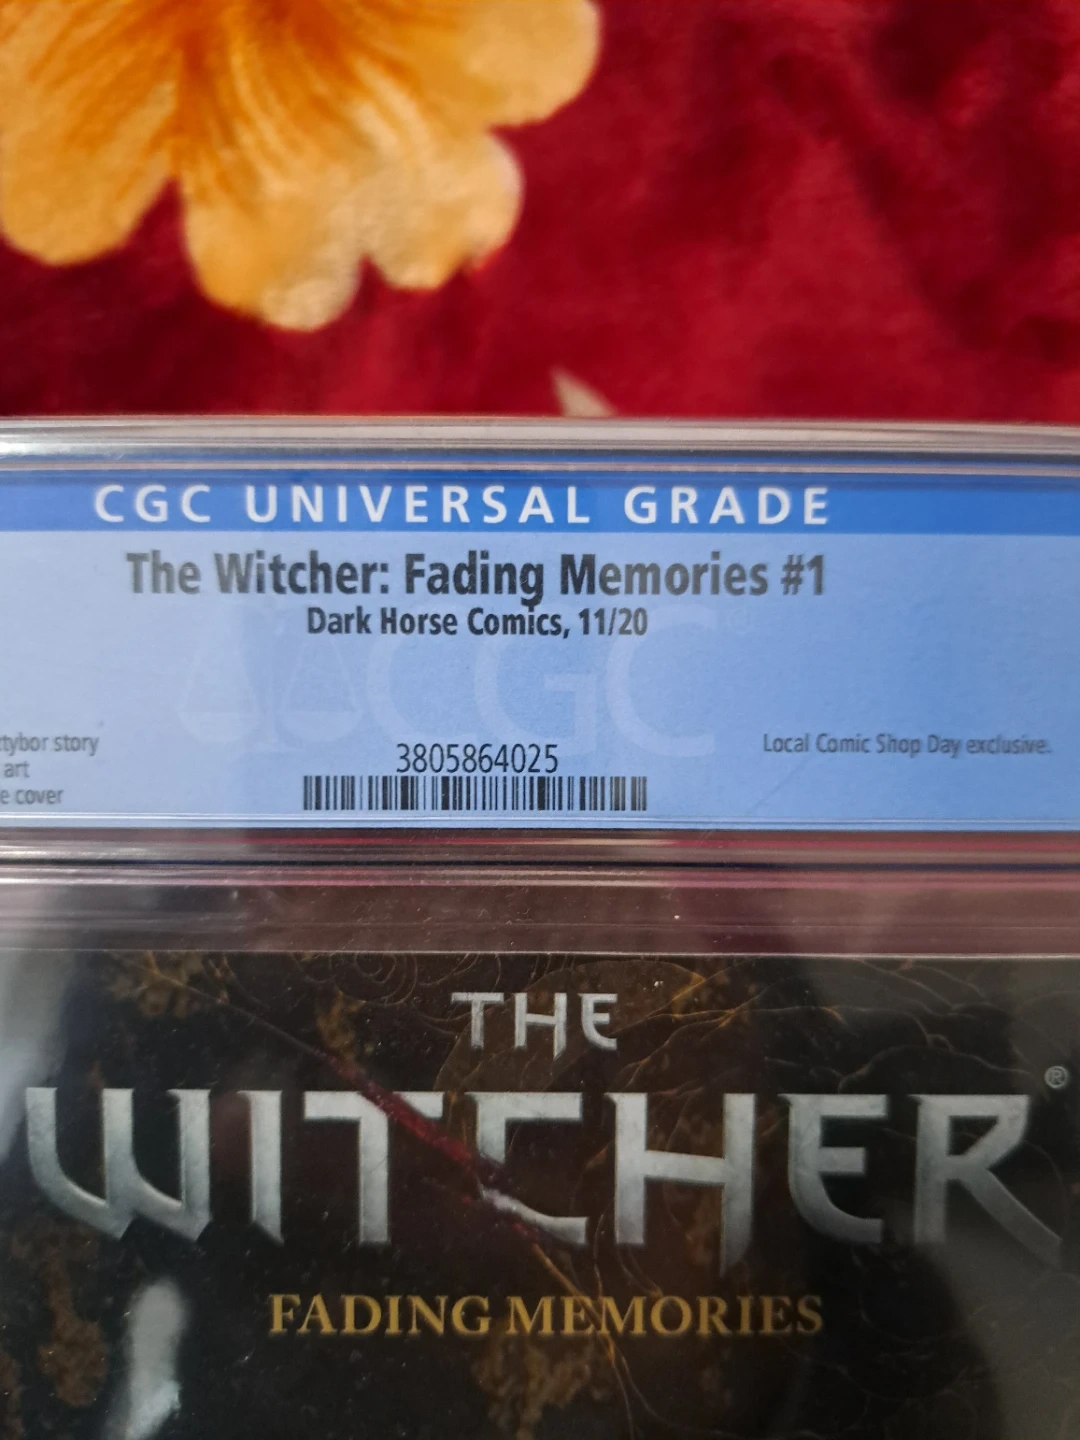 CGC UNIVERSAL GRADE
The Witcher: Fading Memories #1
Dark Horse Comics, 11/20
CGC
story
art
cover
3805864025
Local Comic Shop Day exclusive.
THE
WITCHER®
FADING MEMORIES